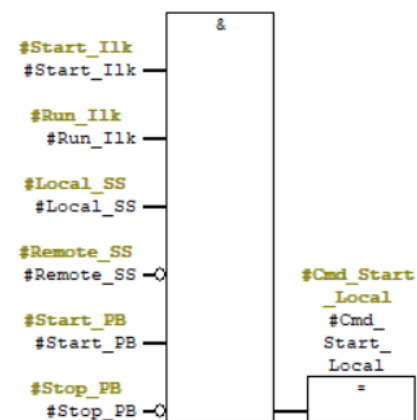 &
#Start_Ilk
#Start_Ilk
#Run_Ilk
#Run_Ilk
#Local_SS
#Local_SS
#Remote_SS
#Remote_SS
#Start_PB
#Start_PB
#Stop_PB
#Stop_PB
#Cmd_Start
_Local
#Cmd_
Start_
Local
=